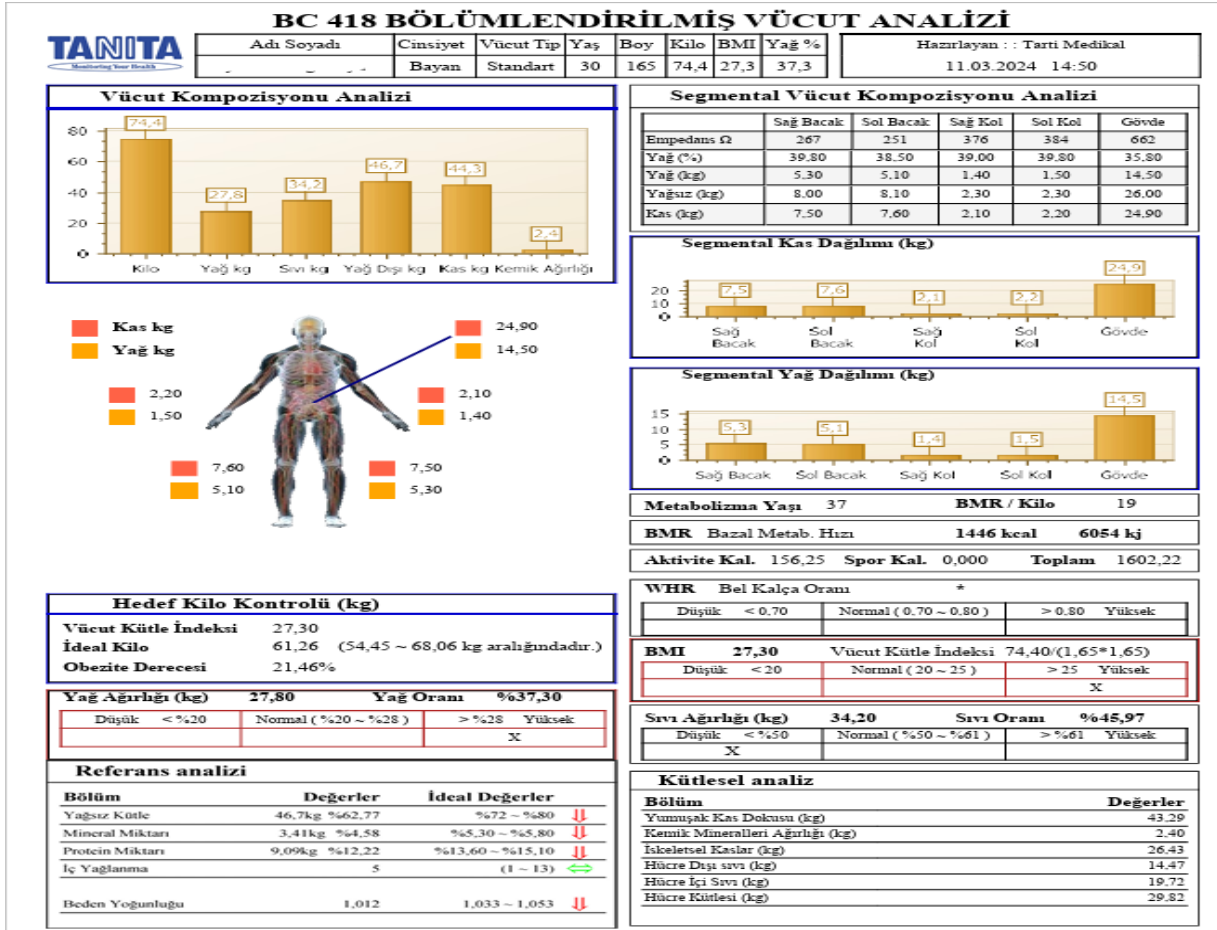 BC 418 BÖLÜMLENDİRİLMİŞ VÜCUT ANALİZİ
TANITA
Monitoring Your Health
Adı Soyadı Cinsiyet Vücut Tip Yaş Boy Kilo BMI Yağ %
Bayan Standart 30 165 74,4 27,3 37,3
Hazırlayan : : Tarti Medikal
11.03.2024 14:50
Vücut Kompozisyonu Analizi
80
60
40
20
0
74,4 27,8 34,2 46,7 44,3 2,4
Kilo Yağ kg Sıvı kg Yağ Dışı kg Kas kg Kemik Ağırlığı
Kas kg
Yağ kg
24,90
14,50
2,20
1,50
2,10
1,40
7,60
5,10
7,50
5,30
Hedef Kilo Kontrolü (kg)
Vücut Kütle İndeksi 27,30
İdeal Kilo 61,26 (54,45 ~ 68,06 kg aralığındadır.)
Obezite Derecesi 21,46%
Yağ Ağırlığı (kg) 27,80 Yağ Oranı %37,30
Düşük < %20 Normal ( %20 ~ %28 ) > %28 Yüksek
X
Referans analizi
Bölüm Değerler İdeal Değerler
Yağsız Kütle 46,7kg %62,77 %72 ~ %80
Mineral Miktarı 3,41kg %4,58 %5,30 ~ %5,80
Protein Miktarı 9,09kg %12,22 %13,60 ~ %15,10
İç Yağlanma 5 (1 ~ 13)
Beden Yoğunluğu 1,012 1,033 ~ 1,053
Segmental Vücut Kompozisyonu Analizi
Sağ Bacak Sol Bacak Sağ Kol Sol Kol Gövde
Empedans Ω 267 251 376 384 662
Yağ (%) 39.80 38.50 39.00 39.80 35.80
Yağ (kg) 5.30 5.10 1.40 1.50 14.50
Yağsız (kg) 8.00 8.10 2.30 2.30 26.00
Kas (kg) 7.50 7.60 2.10 2.20 24.90
Segmental Kas Dağılımı (kg)
20
10
0
7,5 7,6 2,1 2,2 24,9
Sağ Sol Sağ Sol Gövde
Bacak Bacak Kol Kol
Segmental Yağ Dağılımı (kg)
15
10
5
0
5,3 5,1 1,4 1,5 14,5
Sağ Bacak Sol Bacak Sağ Kol Sol Kol Gövde
Metabolizma Yaşı 37 BMR / Kilo 19
BMR Bazal Metab. Hızı 1446 kcal 6054 kj
Aktivite Kal. 156,25 Spor Kal. 0,000 Toplam 1602,22
WHR Bel Kalça Oranı *
Düşük < 0.70 Normal ( 0.70 ~ 0.80 ) > 0.80 Yüksek
BMI 27,30 Vücut Kütle İndeksi 74,40/(1,65*1,65)
Düşük < 20 Normal ( 20 ~ 25 ) > 25 Yüksek
X
Sıvı Ağırlığı (kg) 34,20 Sıvı Oranı %45,97
Düşük < %50 Normal ( %50 ~ %61 ) > %61 Yüksek
X
Kütlesel analiz
Bölüm Değerler
Yumuşak Kas Dokusu (kg) 43.29
Kemik Mineralleri Ağırlığı (kg) 2.40
İskeletsel Kaslar (kg) 26.43
Hücre Dışı sıvı (kg) 14.47
Hücre İçi Sıvı (kg) 19.72
Hücre Kütlesi (kg) 29.82